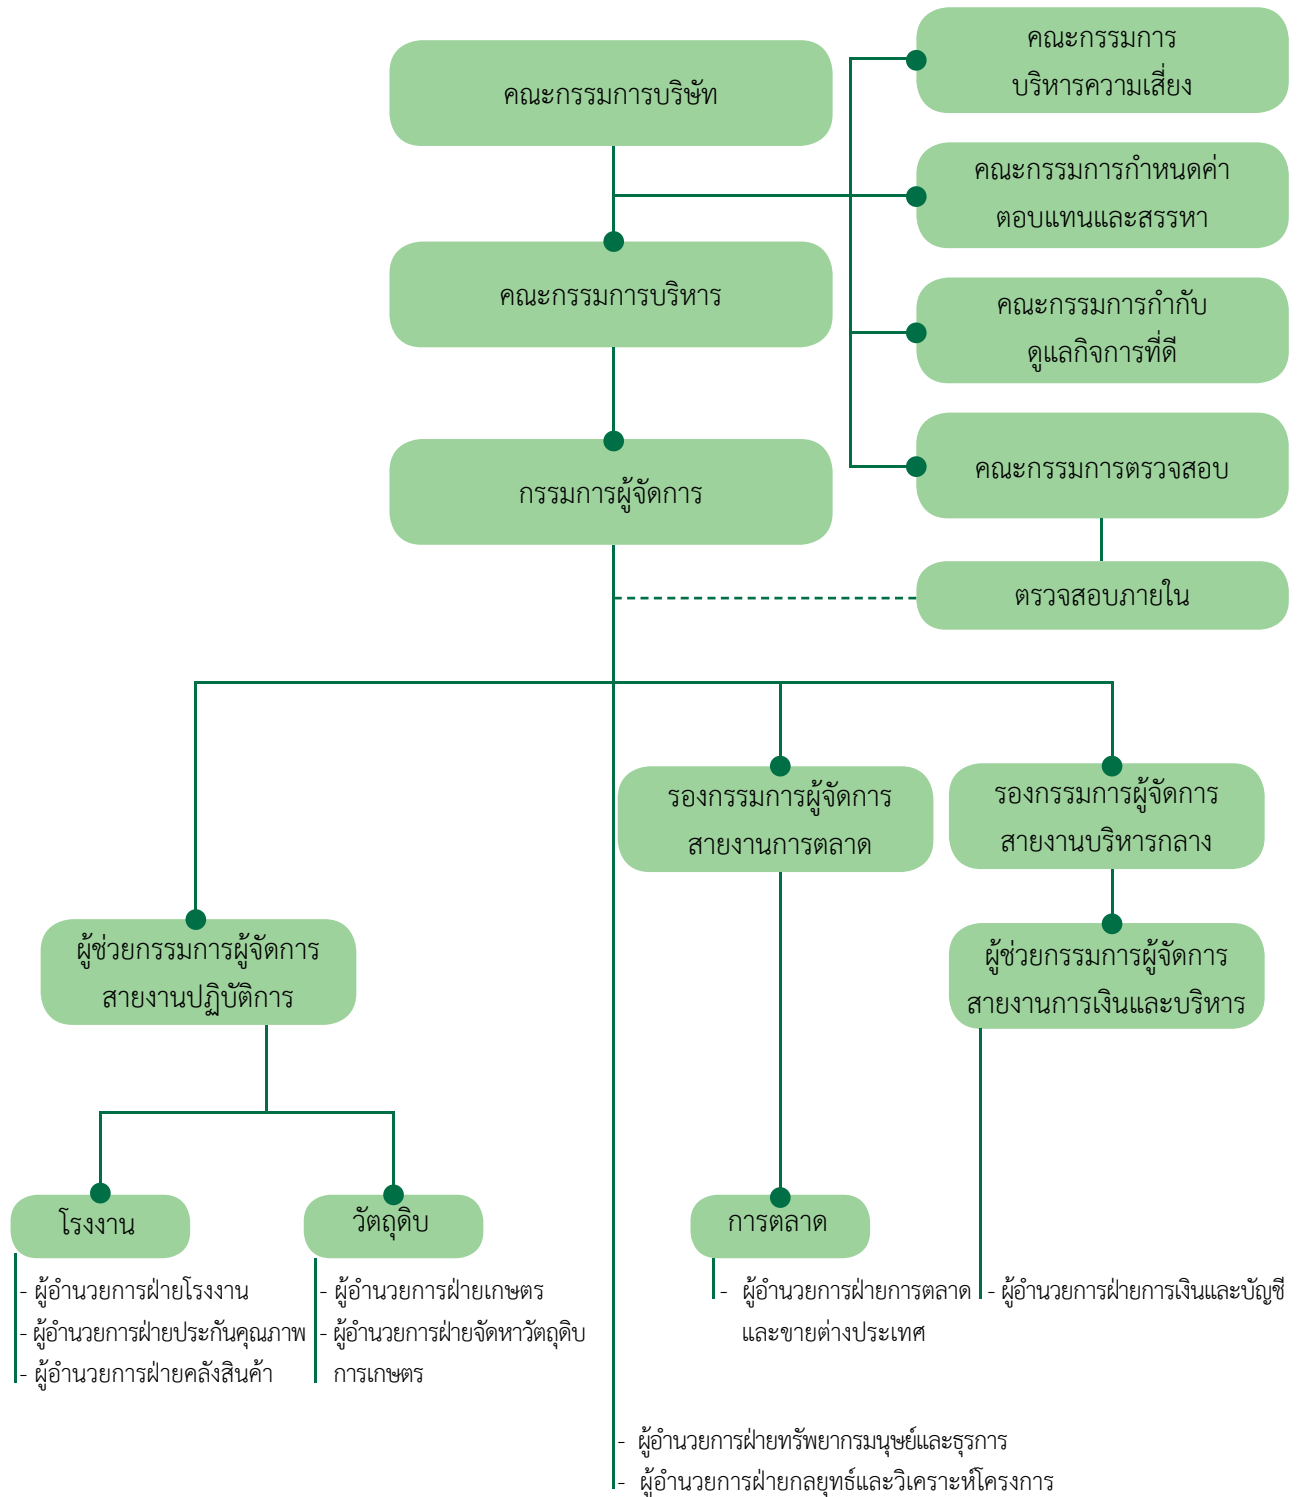 คณะกรรมการบริษัท
คณะกรรมการ
บริหารความเสี่ยง
คณะกรรมการกำหนดค่า
ตอบแทนและสรรหา
คณะกรรมการบริหาร
คณะกรรมการกำกับ
ดูแลกิจการที่ดี
คณะกรรมการตรวจสอบ
กรรมการผู้จัดการ
ตรวจสอบภายใน
รองกรรมการผู้จัดการ
สายงานการตลาด
รองกรรมการผู้จัดการ
สายงานบริหารกลาง
ผู้ช่วยกรรมการผู้จัดการ
สายงานปฏิบัติการ
ผู้ช่วยกรรมการผู้จัดการ
สายงานการเงินและบริหาร
โรงงาน
- ผู้อำนวยการฝ่ายโรงงาน
- ผู้อำนวยการฝ่ายประกันคุณภาพ
- ผู้อำนวยการฝ่ายคลังสินค้า
วัตถุดิบ
- ผู้อำนวยการฝ่ายเกษตร
- ผู้อำนวยการฝ่ายจัดหาวัตถุดิบ
การเกษตร
การตลาด
- ผู้อำนวยการฝ่ายการตลาด
และขายต่างประเทศ
- ผู้อำนวยการฝ่ายการเงินและบัญชี
- ผู้อำนวยการฝ่ายทรัพยากรมนุษย์และธุรการ
- ผู้อำนวยการฝ่ายกลยุทธ์และวิเคราะห์โครงการ